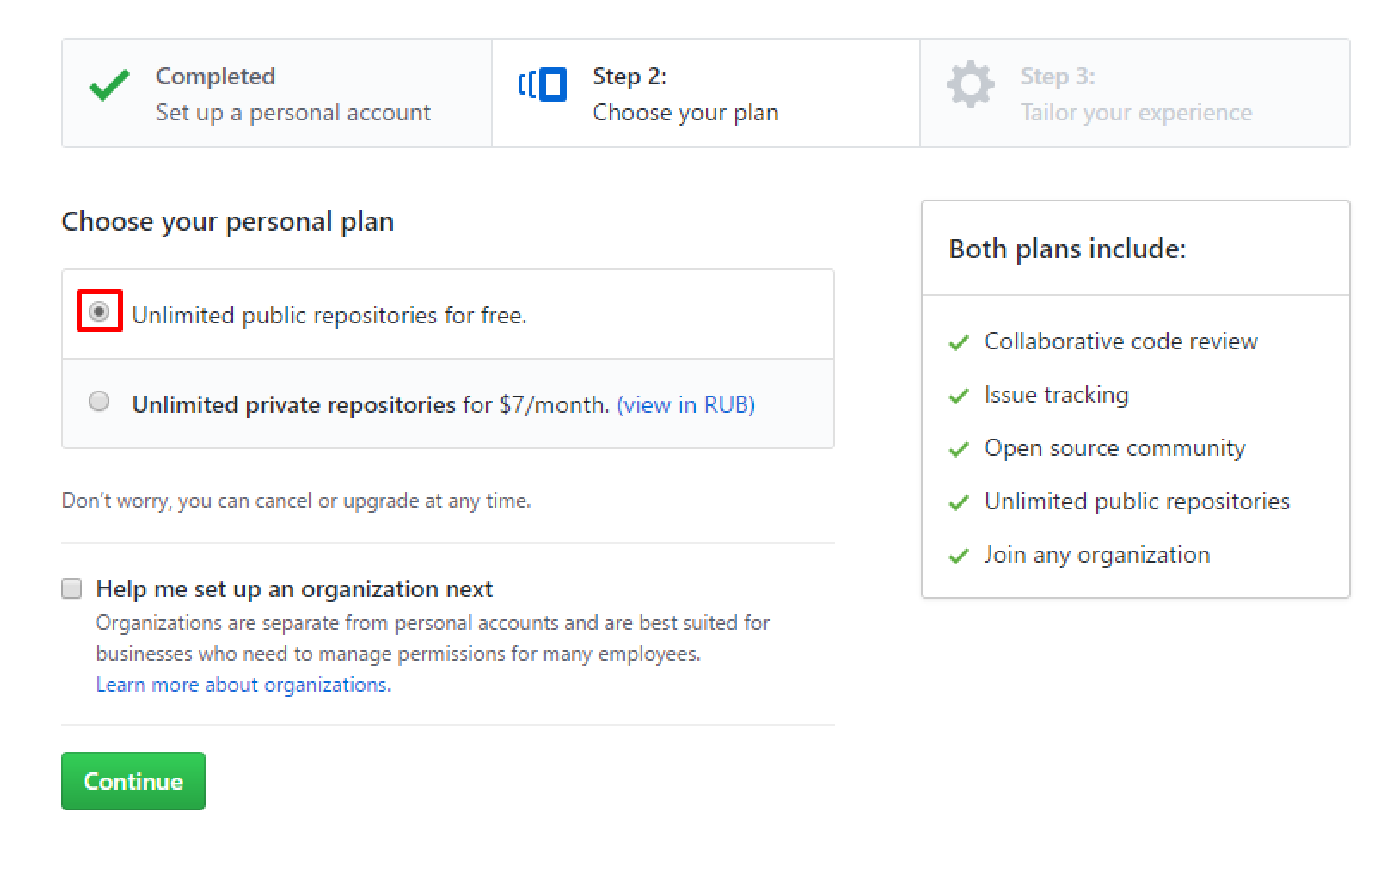 Completed
Set up a personal account
Step 2:
Choose your plan
Step 3:
Tailor your experience
Choose your personal plan
Unlimited public repositories for free.
Unlimited private repositories for $7/month. (view in RUB)
Don't worry, you can cancel or upgrade at any time.
Help me set up an organization next
Organizations are separate from personal accounts and are best suited for
businesses who need to manage permissions for many employees.
Learn more about organizations.
Continue
Both plans include:
Collaborative code review
Issue tracking
Open source community
Unlimited public repositories
Join any organization